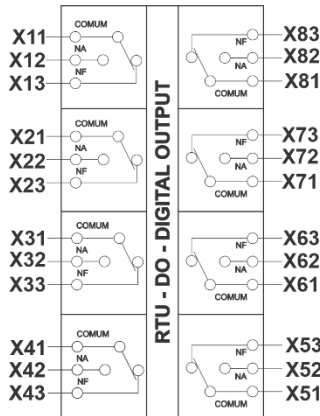 X11 COMUM
X12 NA
X13 NF
X21 COMUM
X22 NA
X23 NF
X31 COMUM
X32 NA
X33 NF
X41 COMUM
X42 NA
X43 NF
RTU - DO - DIGITAL OUTPUT
NF X83
NA X82
COMUM X81
NF X73
NA X72
COMUM X71
NF X63
NA X62
COMUM X61
NF X53
NA X52
COMUM X51